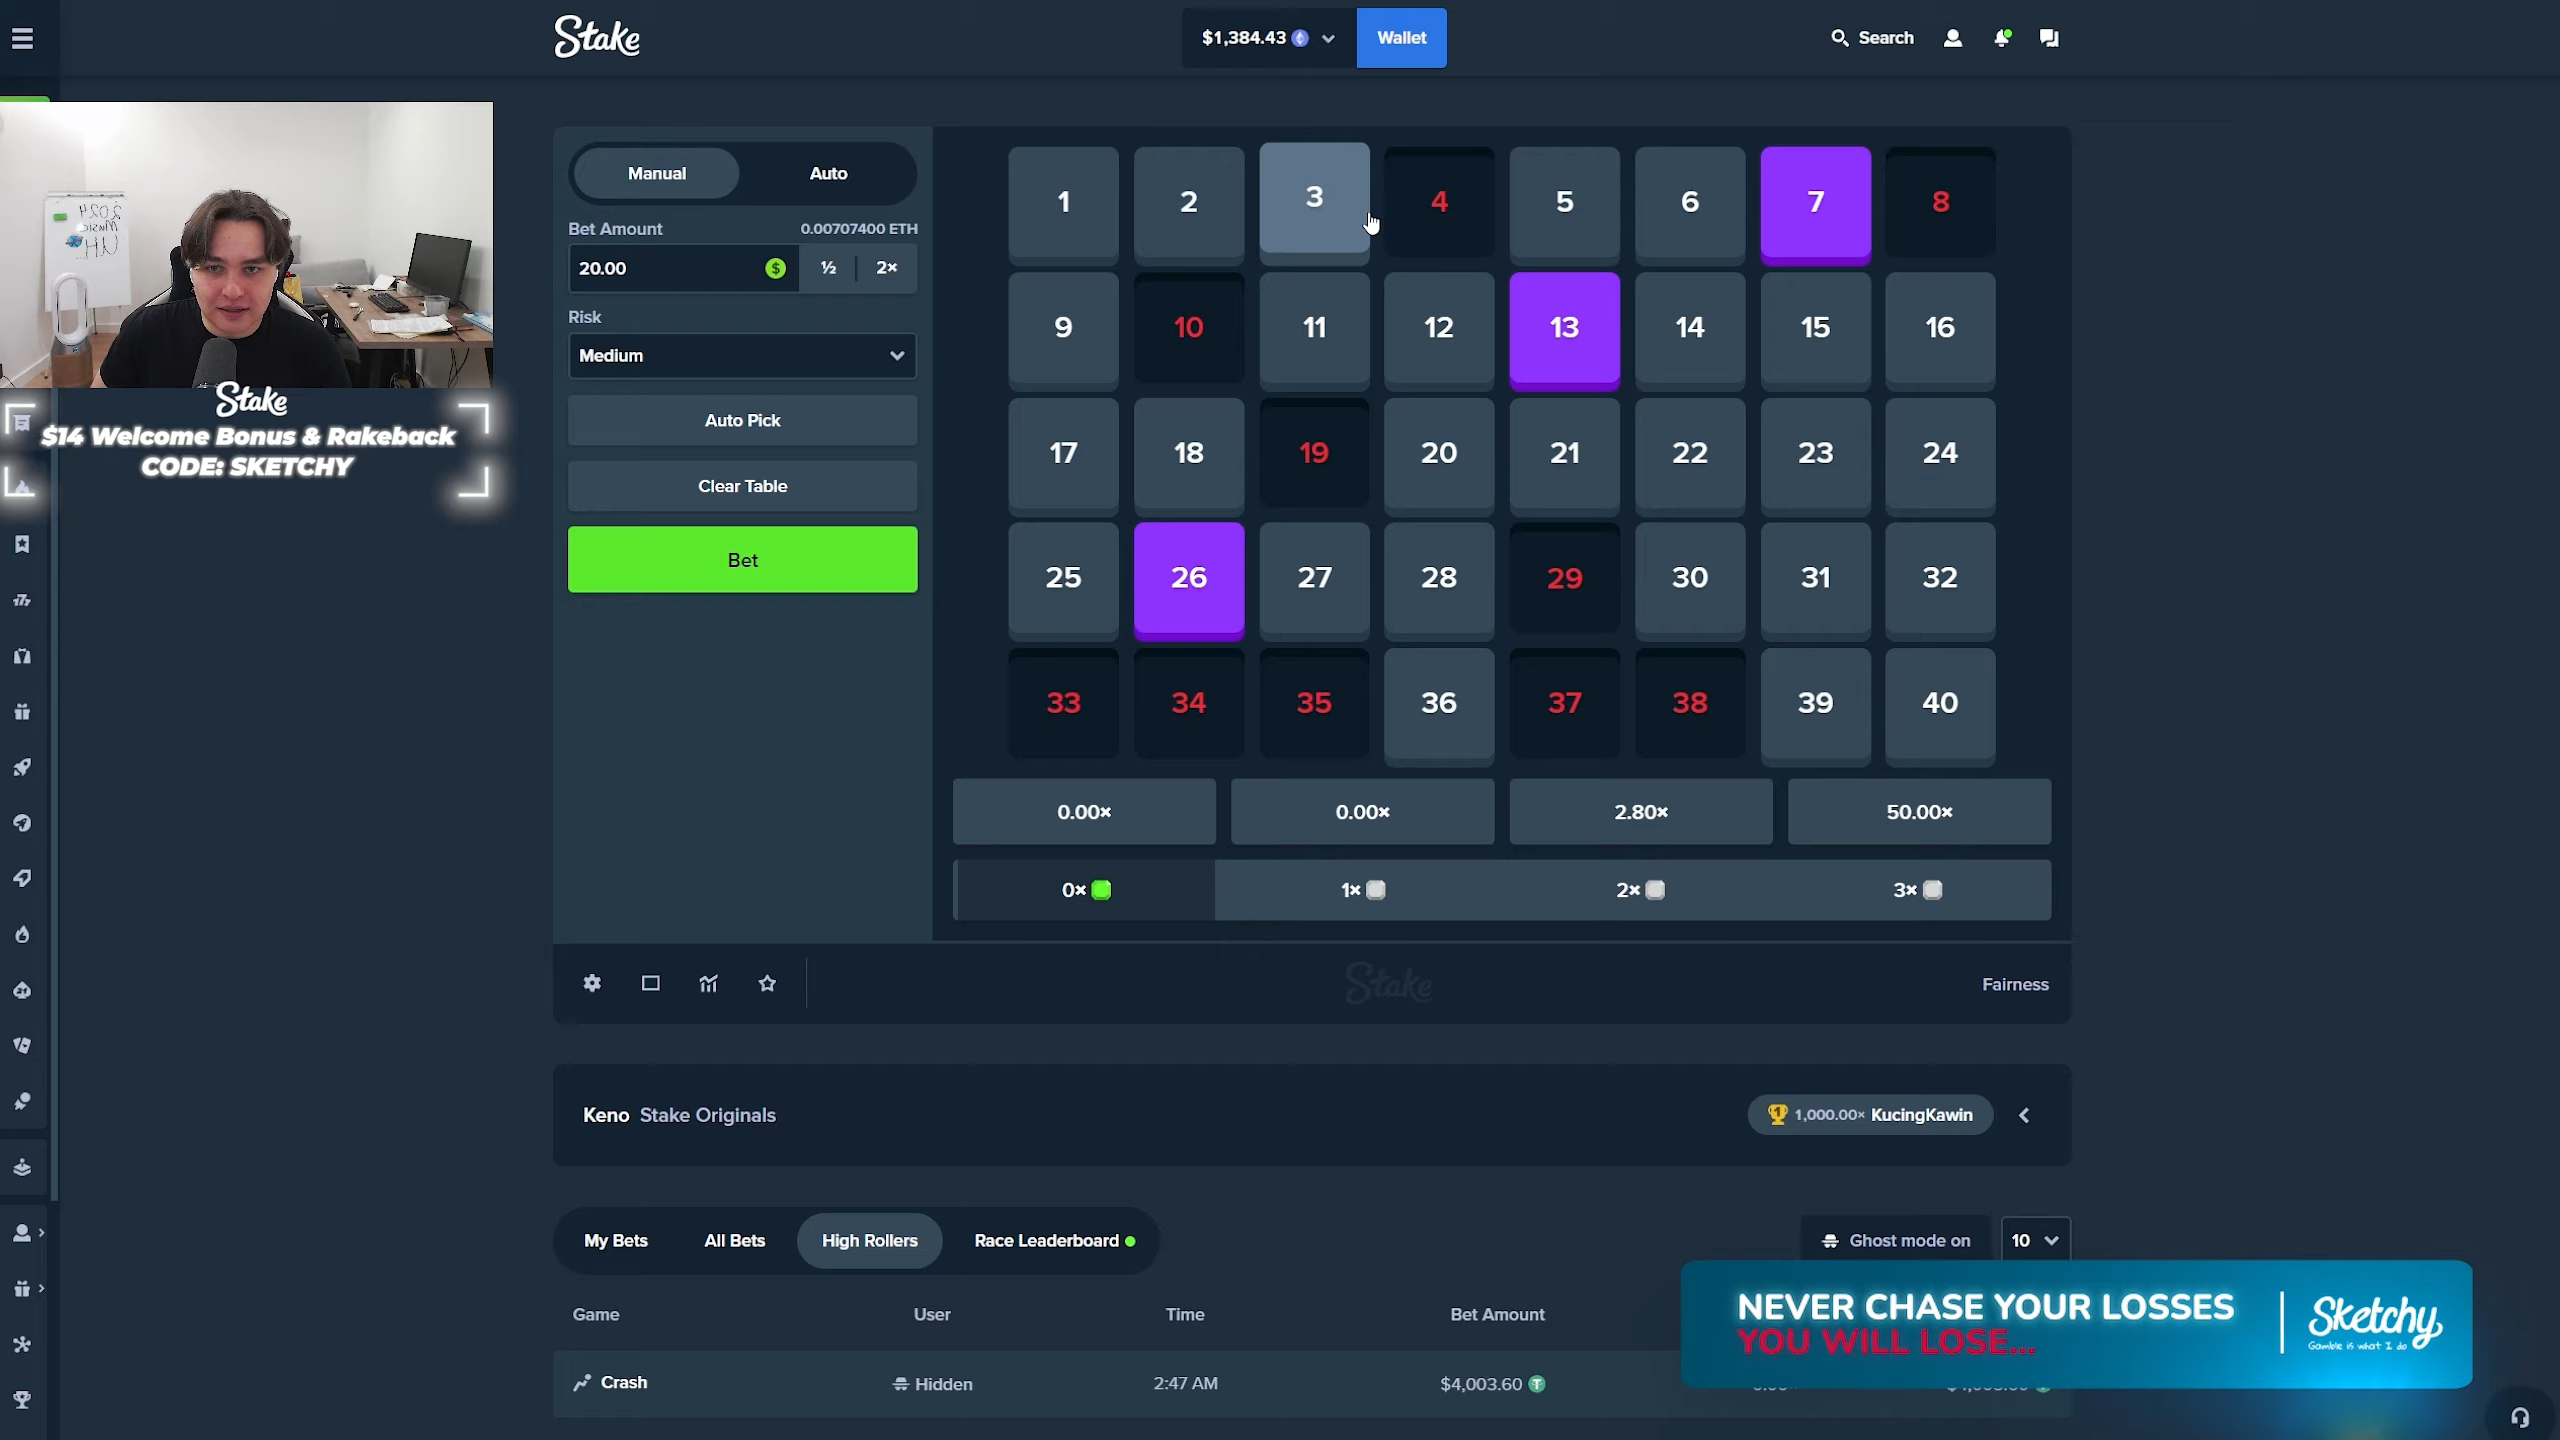 Stake
$1,384.43
Wallet
Search
Manual
Auto
Bet Amount
0.00707400 ETH
20.00
½
2×
Risk
Medium
Auto Pick
Clear Table
Bet
1 2 3 4 5 6 7 8
9 10 11 12 13 14 15 16
17 18 19 20 21 22 23 24
25 26 27 28 29 30 31 32
33 34 35 36 37 38 39 40
0.00× 0.00× 2.80× 50.00×
0× 1× 2× 3×
Stake
$14 Welcome Bonus & Rakeback
CODE: SKETCHY
Stake
Fairness
Keno Stake Originals
1,000.00× KucingKawin
My Bets
All Bets
High Rollers
Race Leaderboard
Ghost mode on
10
Game User Time Bet Amount
Crash Hidden 2:47 AM $4,003.60
NEVER CHASE YOUR LOSSES
YOU WILL LOSE...
Sketchy
Gamble is what I do